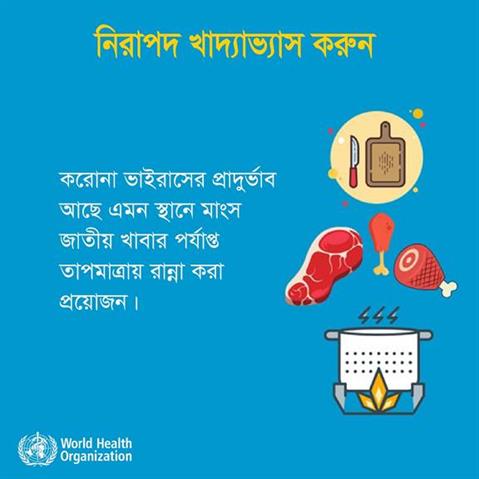 নিরাপদ খাদ্যাভ্যাস করুন
করোনা ভাইরাসের প্রাদুর্ভাব
আছে এমন স্থানে মাংস
জাতীয় খাবার পর্যাপ্ত
তাপমাত্রায় রান্না করা
প্রয়োজন।
World Health
Organization